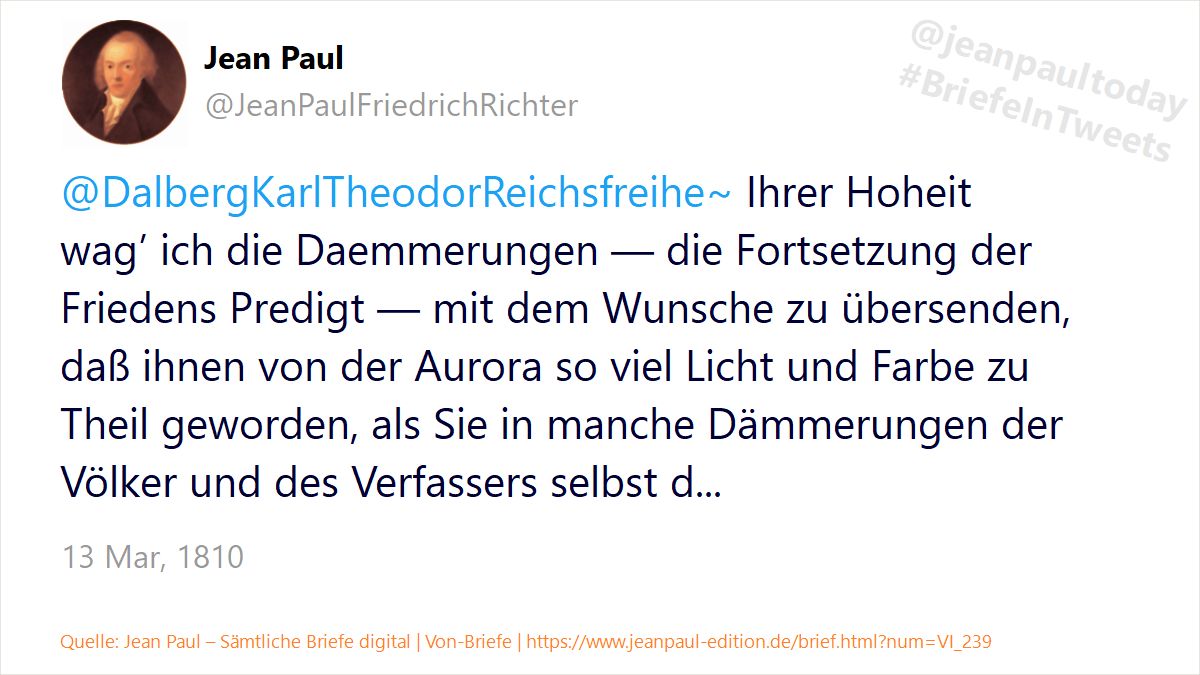 Jean Paul
@JeanPaulFriedrichRichter
@jeanpaultoday
#BriefeInTweets
@DalbergKarlTheodorReichsfreihe~ Ihrer Hoheit
wag’ ich die Daemmerungen — die Fortsetzung der
Friedens Predigt — mit dem Wunsche zu übersenden,
daß ihnen von der Aurora so viel Licht und Farbe zu
Theil geworden, als Sie in manche Dämmerungen der
Völker und des Verfassers selbst d...
13 Mar, 1810
Quelle: Jean Paul – Sämtliche Briefe digital | Von-Briefe | https://www.jeanpaul-edition.de/brief.html?num=VI_239